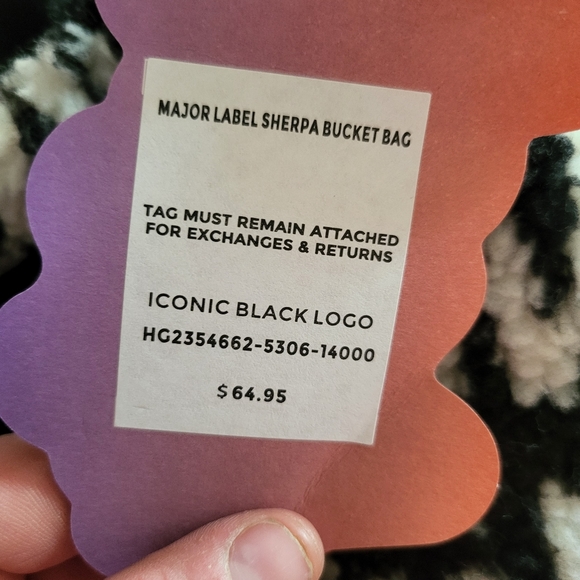 MAJOR LABEL SHERPA BUCKET BAG
TAG MUST REMAIN ATTACHED
FOR EXCHANGES & RETURNS
ICONIC BLACK LOGO
HG2354662-5306-14000
$64.95